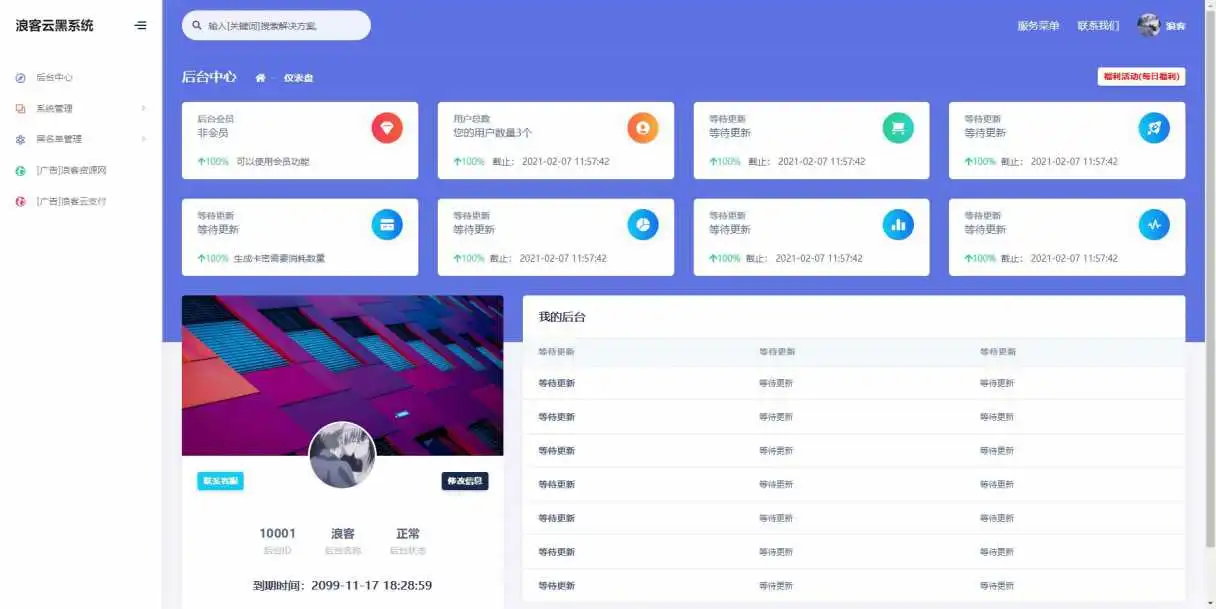 浪客云黑系统
输入[关键词]搜索解决方案,
服务菜单 联系我们 浪客
后台中心
系统管理
黑名单管理
[广告]浪客资源网
[广告]浪客云支付
后台中心 - 仪表盘
福利活动(每日福利)
后台会员
非会员
100% 可以使用会员功能
用户总数
您的用户数量3个
100% 截止: 2021-02-07 11:57:42
等待更新
等待更新
100% 截止: 2021-02-07 11:57:42
等待更新
等待更新
100% 截止: 2021-02-07 11:57:42
等待更新
等待更新
100% 生成卡密需要消耗数量
等待更新
等待更新
100% 截止: 2021-02-07 11:57:42
等待更新
等待更新
100% 截止: 2021-02-07 11:57:42
等待更新
等待更新
100% 截止: 2021-02-07 11:57:42
联系客服
修改信息
10001 浪客 正常
后台ID 后台名称 后台状态
到期时间: 2099-11-17 18:28:59
我的后台
等待更新 等待更新 等待更新
等待更新 等待更新 等待更新
等待更新 等待更新 等待更新
等待更新 等待更新 等待更新
等待更新 等待更新 等待更新
等待更新 等待更新 等待更新
等待更新 等待更新 等待更新
等待更新 等待更新 等待更新